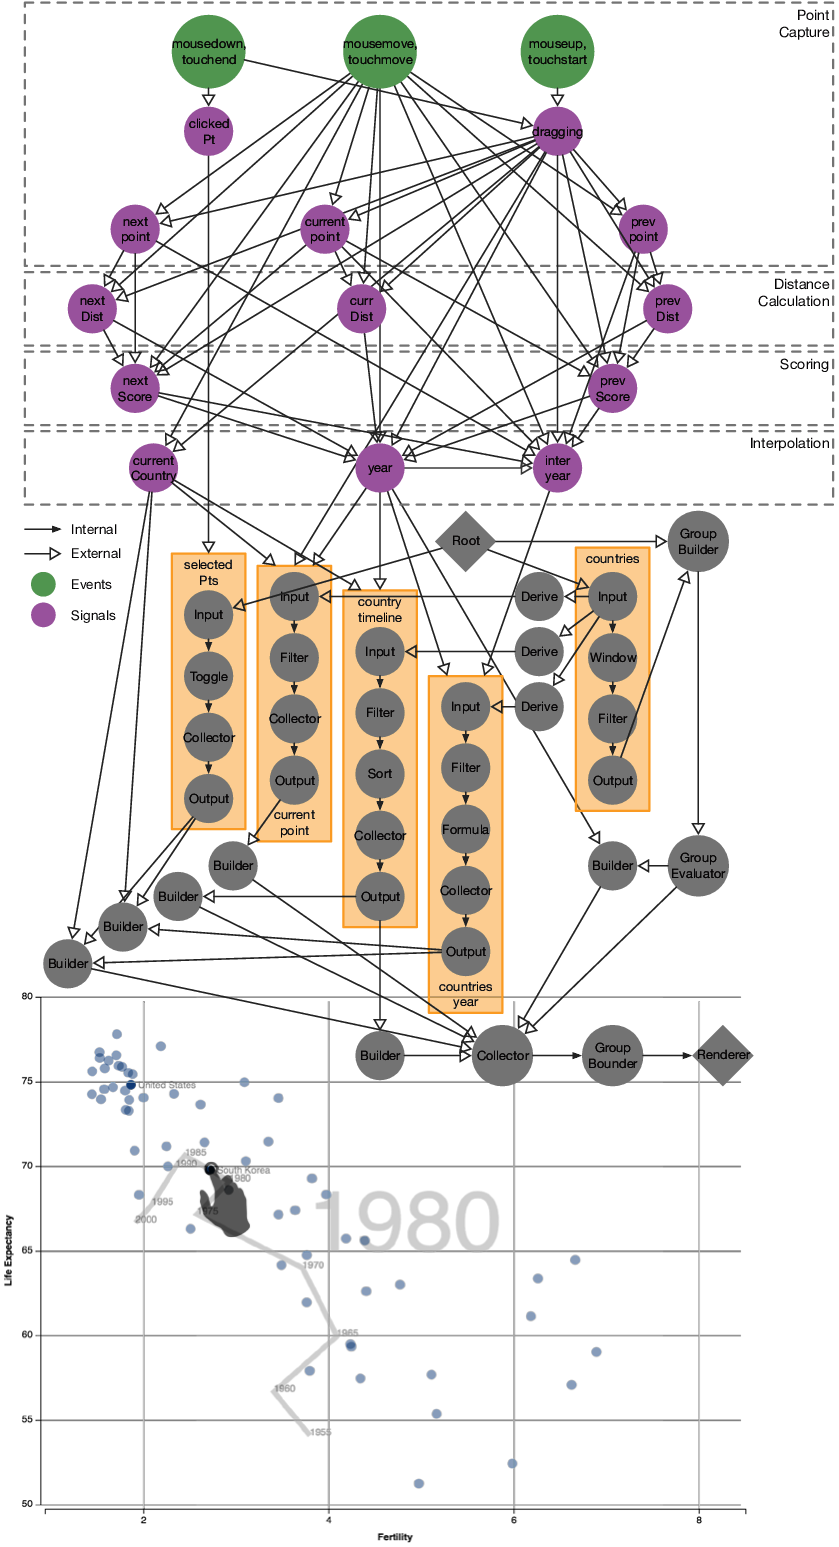 Point
Capture
mousedown,
touchend
mousemove,
touchmove
mouseup,
touchstart
clicked
Pt
dragging
next
point
current
point
prev
point
Distance
Calculation
next
Dist
curr
Dist
prev
Dist
Scoring
next
Score
prev
Score
Interpolation
current
Country
year
inter
year
Internal
External
Events
Signals
Root
Group
Builder
selected
Pts
Input
Toggle
Collector
Output
Input
Filter
Collector
Output
current
point
country
timeline
Input
Filter
Sort
Collector
Output
Input
Filter
Formula
Collector
Output
countries
year
Derive
Derive
Derive
countries
Input
Window
Filter
Output
Builder
Builder
Builder
Builder
Builder
Group
Evaluator
Builder
Collector
Group
Bounder
Renderer
80
75
70
65
60
55
50
Life Expectancy
United States
1985
1990
South Korea
1980
1995
1975
2000
1980
1970
1965
1960
1955
2
4
6
8
Fertility